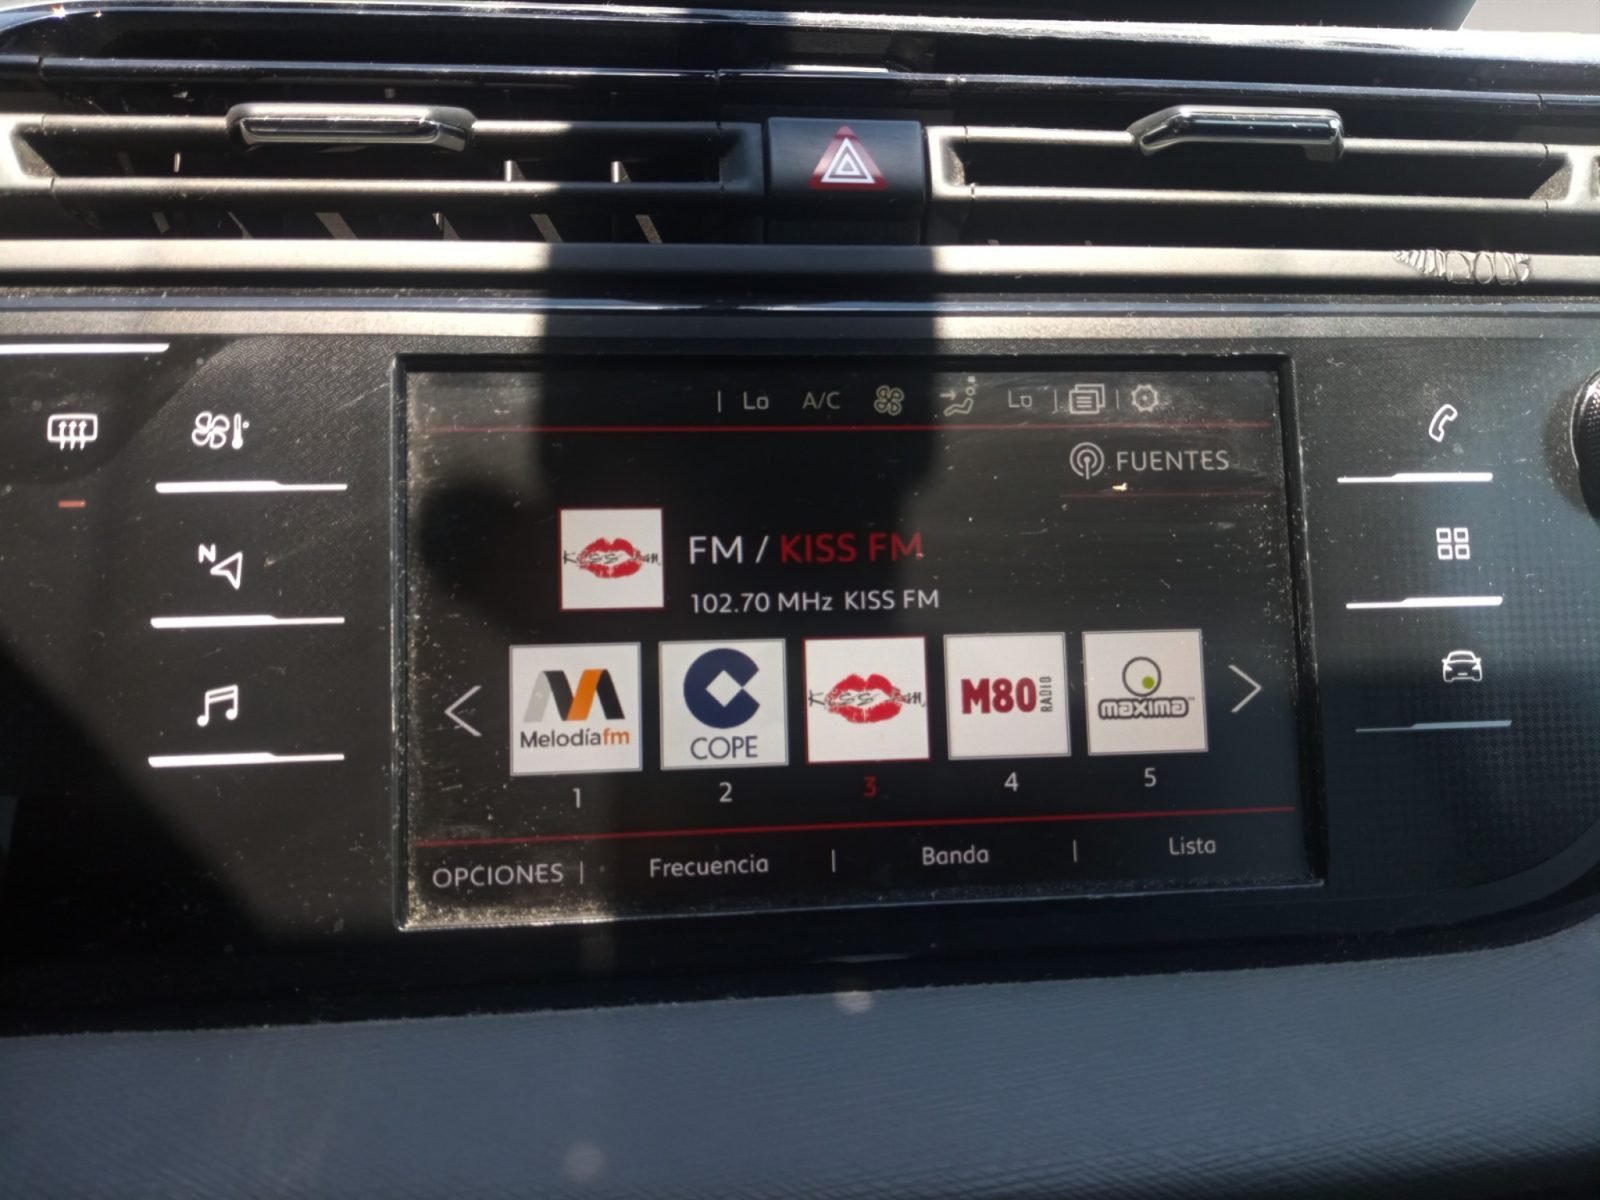 Lo A/C Lo
FUENTES
N
FM / KISS FM
102.70 MHz KISS FM
Melodíafm
COPE
M80 RADIO
maxima
1 2 3 4 5
OPCIONES | Frecuencia | Banda | Lista